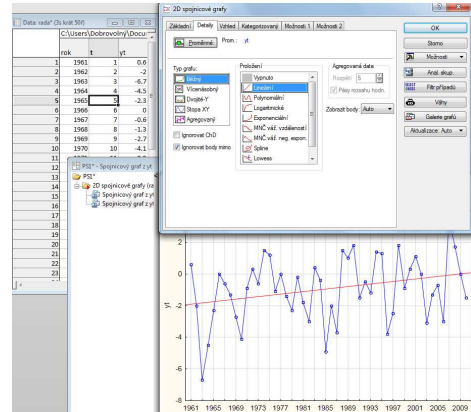 2D spojnicové grafy
Data: rada* (3s krát 50ř)
C:\Users\Dobrovolný\Docu
rok t yt
1 1961 1 0.6
2 1962 2 -2
3 1963 3 -6.7
4 1964 4 -4.5
5 1965 5 -2.3
6 1966 6 0
7 1967 7 -0.6
8 1968 8 -1.3
9 1969 9 -2.7
10 1970 10 -4.1
11
12
13
14
15
16
17
18
19
20
21
22
23
PSI* - Spojnicový graf z yt
PSI*
2D spojnicové grafy (ra
Spojnicový graf z yt
Spojnicový graf z yt
Základní Detaily Vzhled Kategorizovaný Možnosti 1 Možnosti 2
Proměnné: Prom.: yt
Typ grafu:
Běžný
Vícenásobný
Dvojité-Y
Stopa XY
Agregovaný
Ignorovat ChD
Ignorovat body mimo
Proložení
Vypnuto
Lineální
Polynomiální
Logaritmické
Exponenciální
MNČ váž. vzdáleností
MNČ váž. neg. expon.
Spline
Lowess
Agregovaná data
Rozpětí: 5
Pásy rozsahu hodn.
Zobrazit body: Auto
OK
Storno
Možnosti
Anal. skup.
Filtr případů
Váhy
Galerie grafů
Aktualizace: Auto
yt
2
0
-2
-4
-6
-8
1961 1965 1969 1973 1977 1981 1985 1989 1993 1997 2001 2005 2009